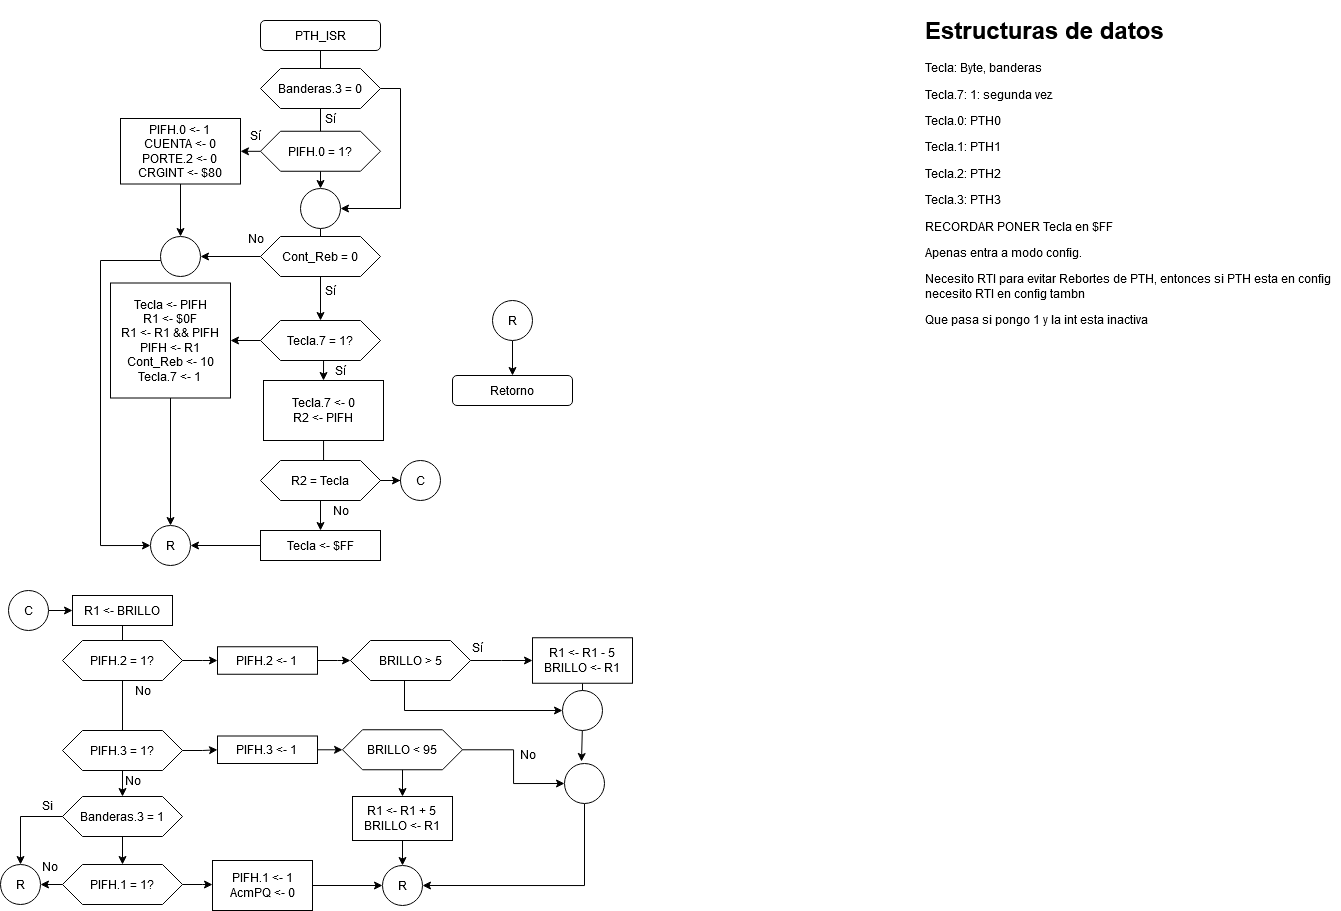 PTH_ISR
Banderas.3 = 0
Sí
PIFH.0 = 1?
Sí
PIFH.0 <- 1
CUENTA <- 0
PORTE.2 <- 0
CRGINT <- $80
No
Cont_Reb = 0
Sí
Tecla <- PIFH
R1 <- $0F
R1 <- R1 && PIFH
PIFH <- R1
Cont_Reb <- 10
Tecla.7 <- 1
Tecla.7 = 1?
Sí
Tecla.7 <- 0
R2 <- PIFH
R2 = Tecla
C
No
R
Tecla <- $FF
R
Retorno
Estructuras de datos
Tecla: Byte, banderas
Tecla.7: 1: segunda vez
Tecla.0: PTH0
Tecla.1: PTH1
Tecla.2: PTH2
Tecla.3: PTH3
RECORDAR PONER Tecla en $FF
Apenas entra a modo config.
Necesito RTI para evitar Rebortes de PTH, entonces si PTH esta en config
necesito RTI en config tambn
Que pasa si pongo 1 y la int esta inactiva
C
R1 <- BRILLO
PIFH.2 = 1?
PIFH.2 <- 1
BRILLO > 5
Sí
R1 <- R1 - 5
BRILLO <- R1
No
PIFH.3 = 1?
PIFH.3 <- 1
BRILLO < 95
No
No
R1 <- R1 + 5
BRILLO <- R1
Si
Banderas.3 = 1
No
R
PIFH.1 = 1?
PIFH.1 <- 1
AcmPQ <- 0
R